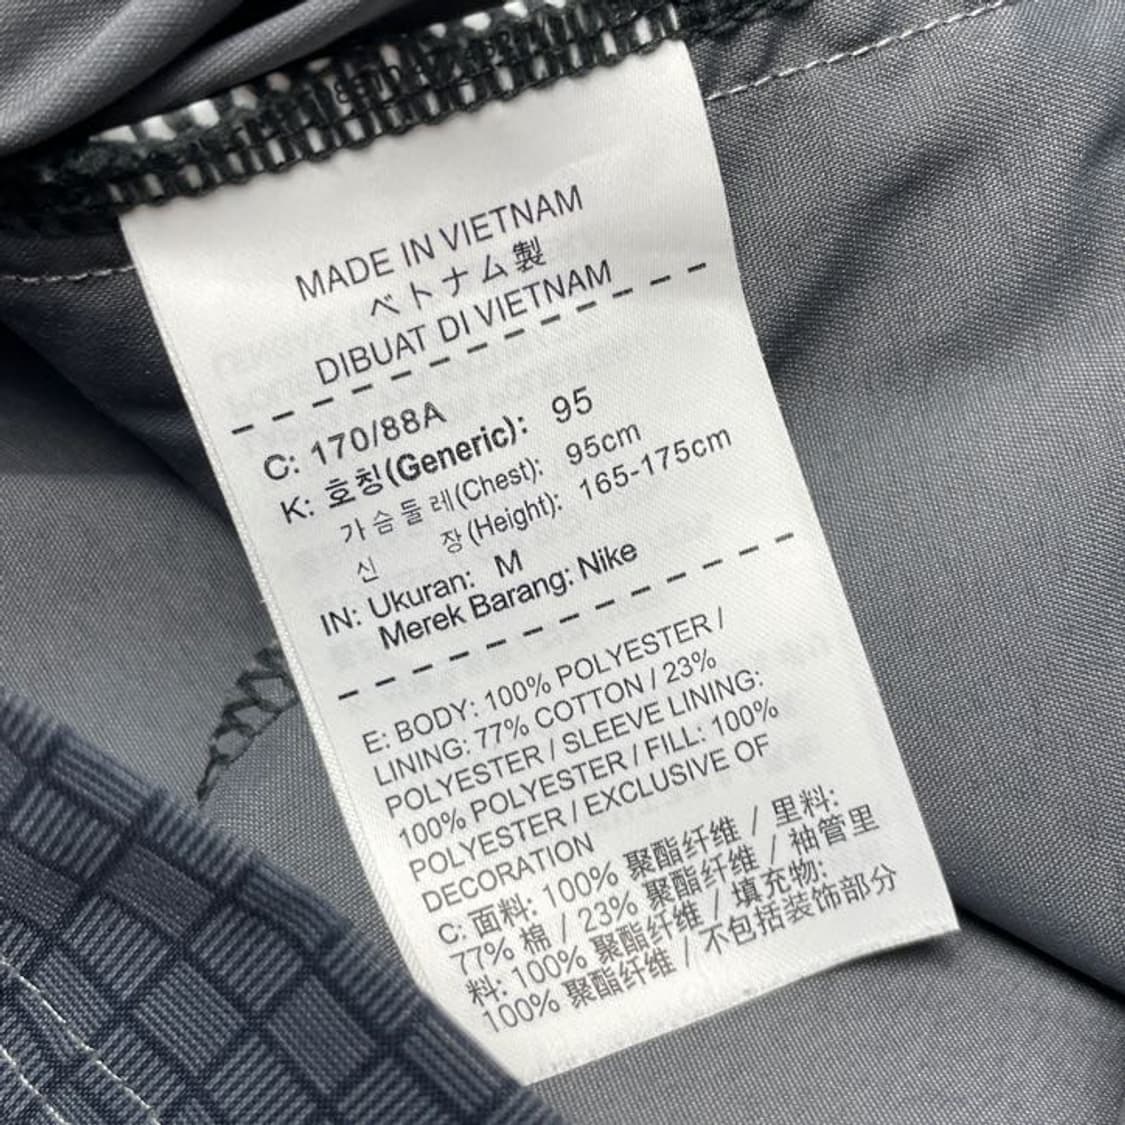 MADE IN VIETNAM
ベトナム製
DIBUAT DI VIETNAM
C: 170/88A
K: 호칭(Generic): 95
가슴둘레(Chest): 95cm
신 장(Height): 165-175cm
IN: Ukuran: M
Merek Barang: Nike
E: BODY: 100% POLYESTER /
LINING: 77% COTTON / 23%
POLYESTER / SLEEVE LINING:
100% POLYESTER / FILL: 100%
POLYESTER / EXCLUSIVE OF
DECORATION
C: 面料: 100% 聚酯纤维 / 里料:
77% 棉 / 23% 聚酯纤维 / 袖管里
料: 100% 聚酯纤维 / 填充物:
100% 聚酯纤维 / 不包括装饰部分